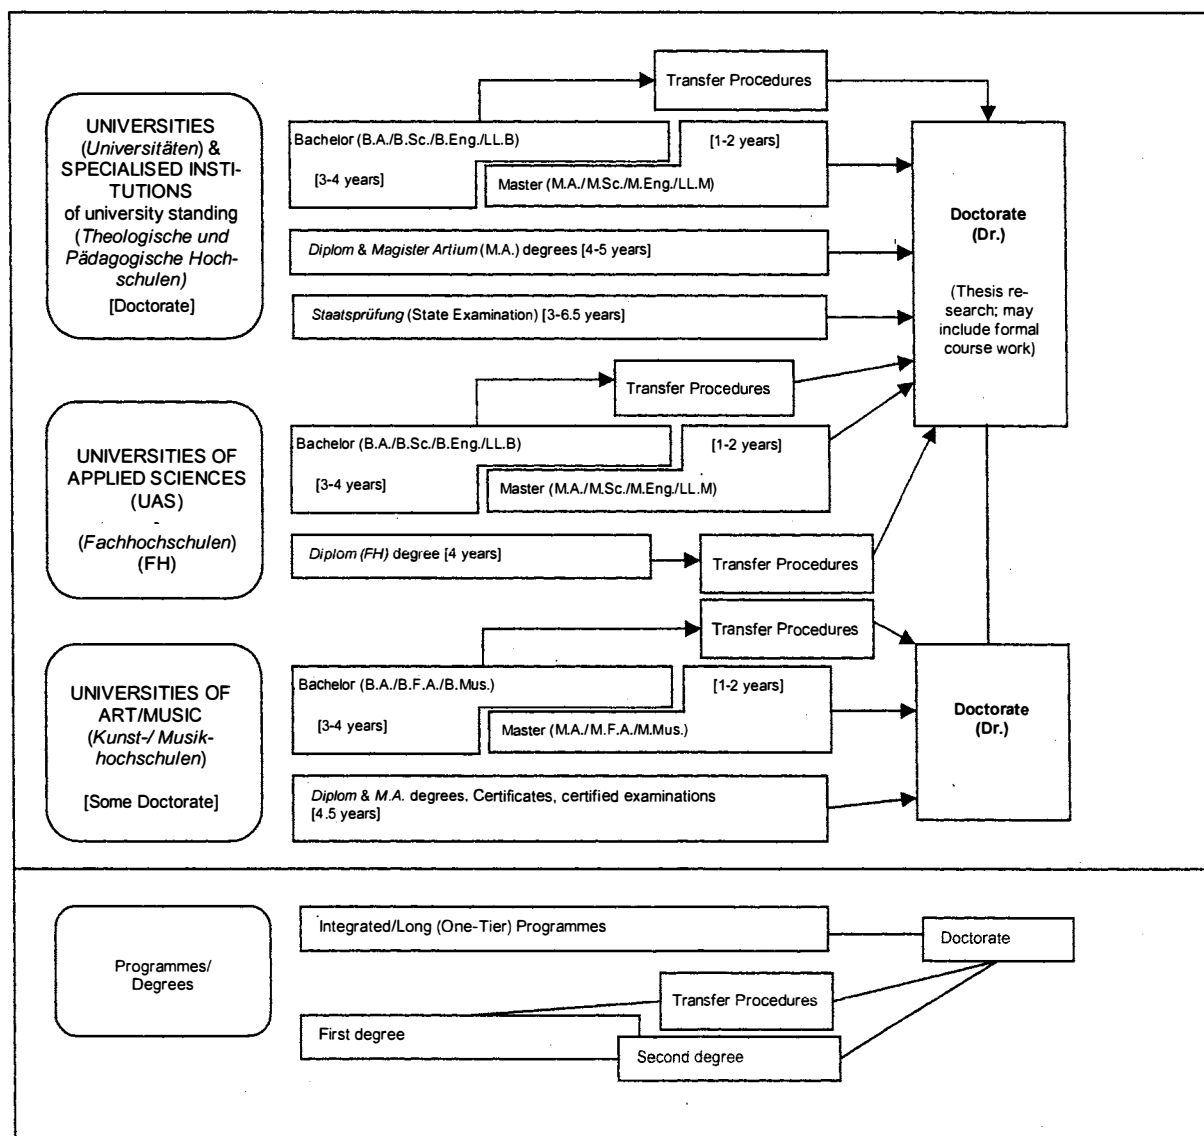 Transfer Procedures
UNIVERSITIES
(Universitäten) &
SPECIALISED INSTI-
TUTIONS
of university standing
(Theologische und
Pädagogische Hoch-
schulen)
[Doctorate]
Bachelor (B.A./B.Sc./B.Eng./LL.B)
[3-4 years]
[1-2 years]
Master (M.A./M.Sc./M.Eng./LL.M)
Diplom & Magister Artium (M.A.) degrees [4-5 years]
Staatsprüfung (State Examination) [3-6.5 years]
Doctorate
(Dr.)
(Thesis re-
search; may
include formal
course work)
Transfer Procedures
UNIVERSITIES OF
APPLIED SCIENCES
(UAS)
-
(Fachhochschulen)
(FH)
Bachelor (B.A./B.Sc./B.Eng./LL.B)
[3-4 years]
[1-2 years]
Master (M.A./M.Sc./M.Eng./LL.M)
Diplom (FH) degree [4 years]
Transfer Procedures
Transfer Procedures
UNIVERSITIES OF
ART/MUSIC
(Kunst-/ Musik-
hochschulen)
[Some Doctorate]
Bachelor (B.A./B.F.A./B.Mus.)
[3-4 years]
[1-2 years]
Master (M.A./M.F.A./M.Mus.)
Diplom & M.A. degrees, Certificates, certified examinations
[4.5 years]
Doctorate
(Dr.)
Programmes/
Degrees
Integrated/Long (One-Tier) Programmes
Doctorate
Transfer Procedures
First degree
Second degree